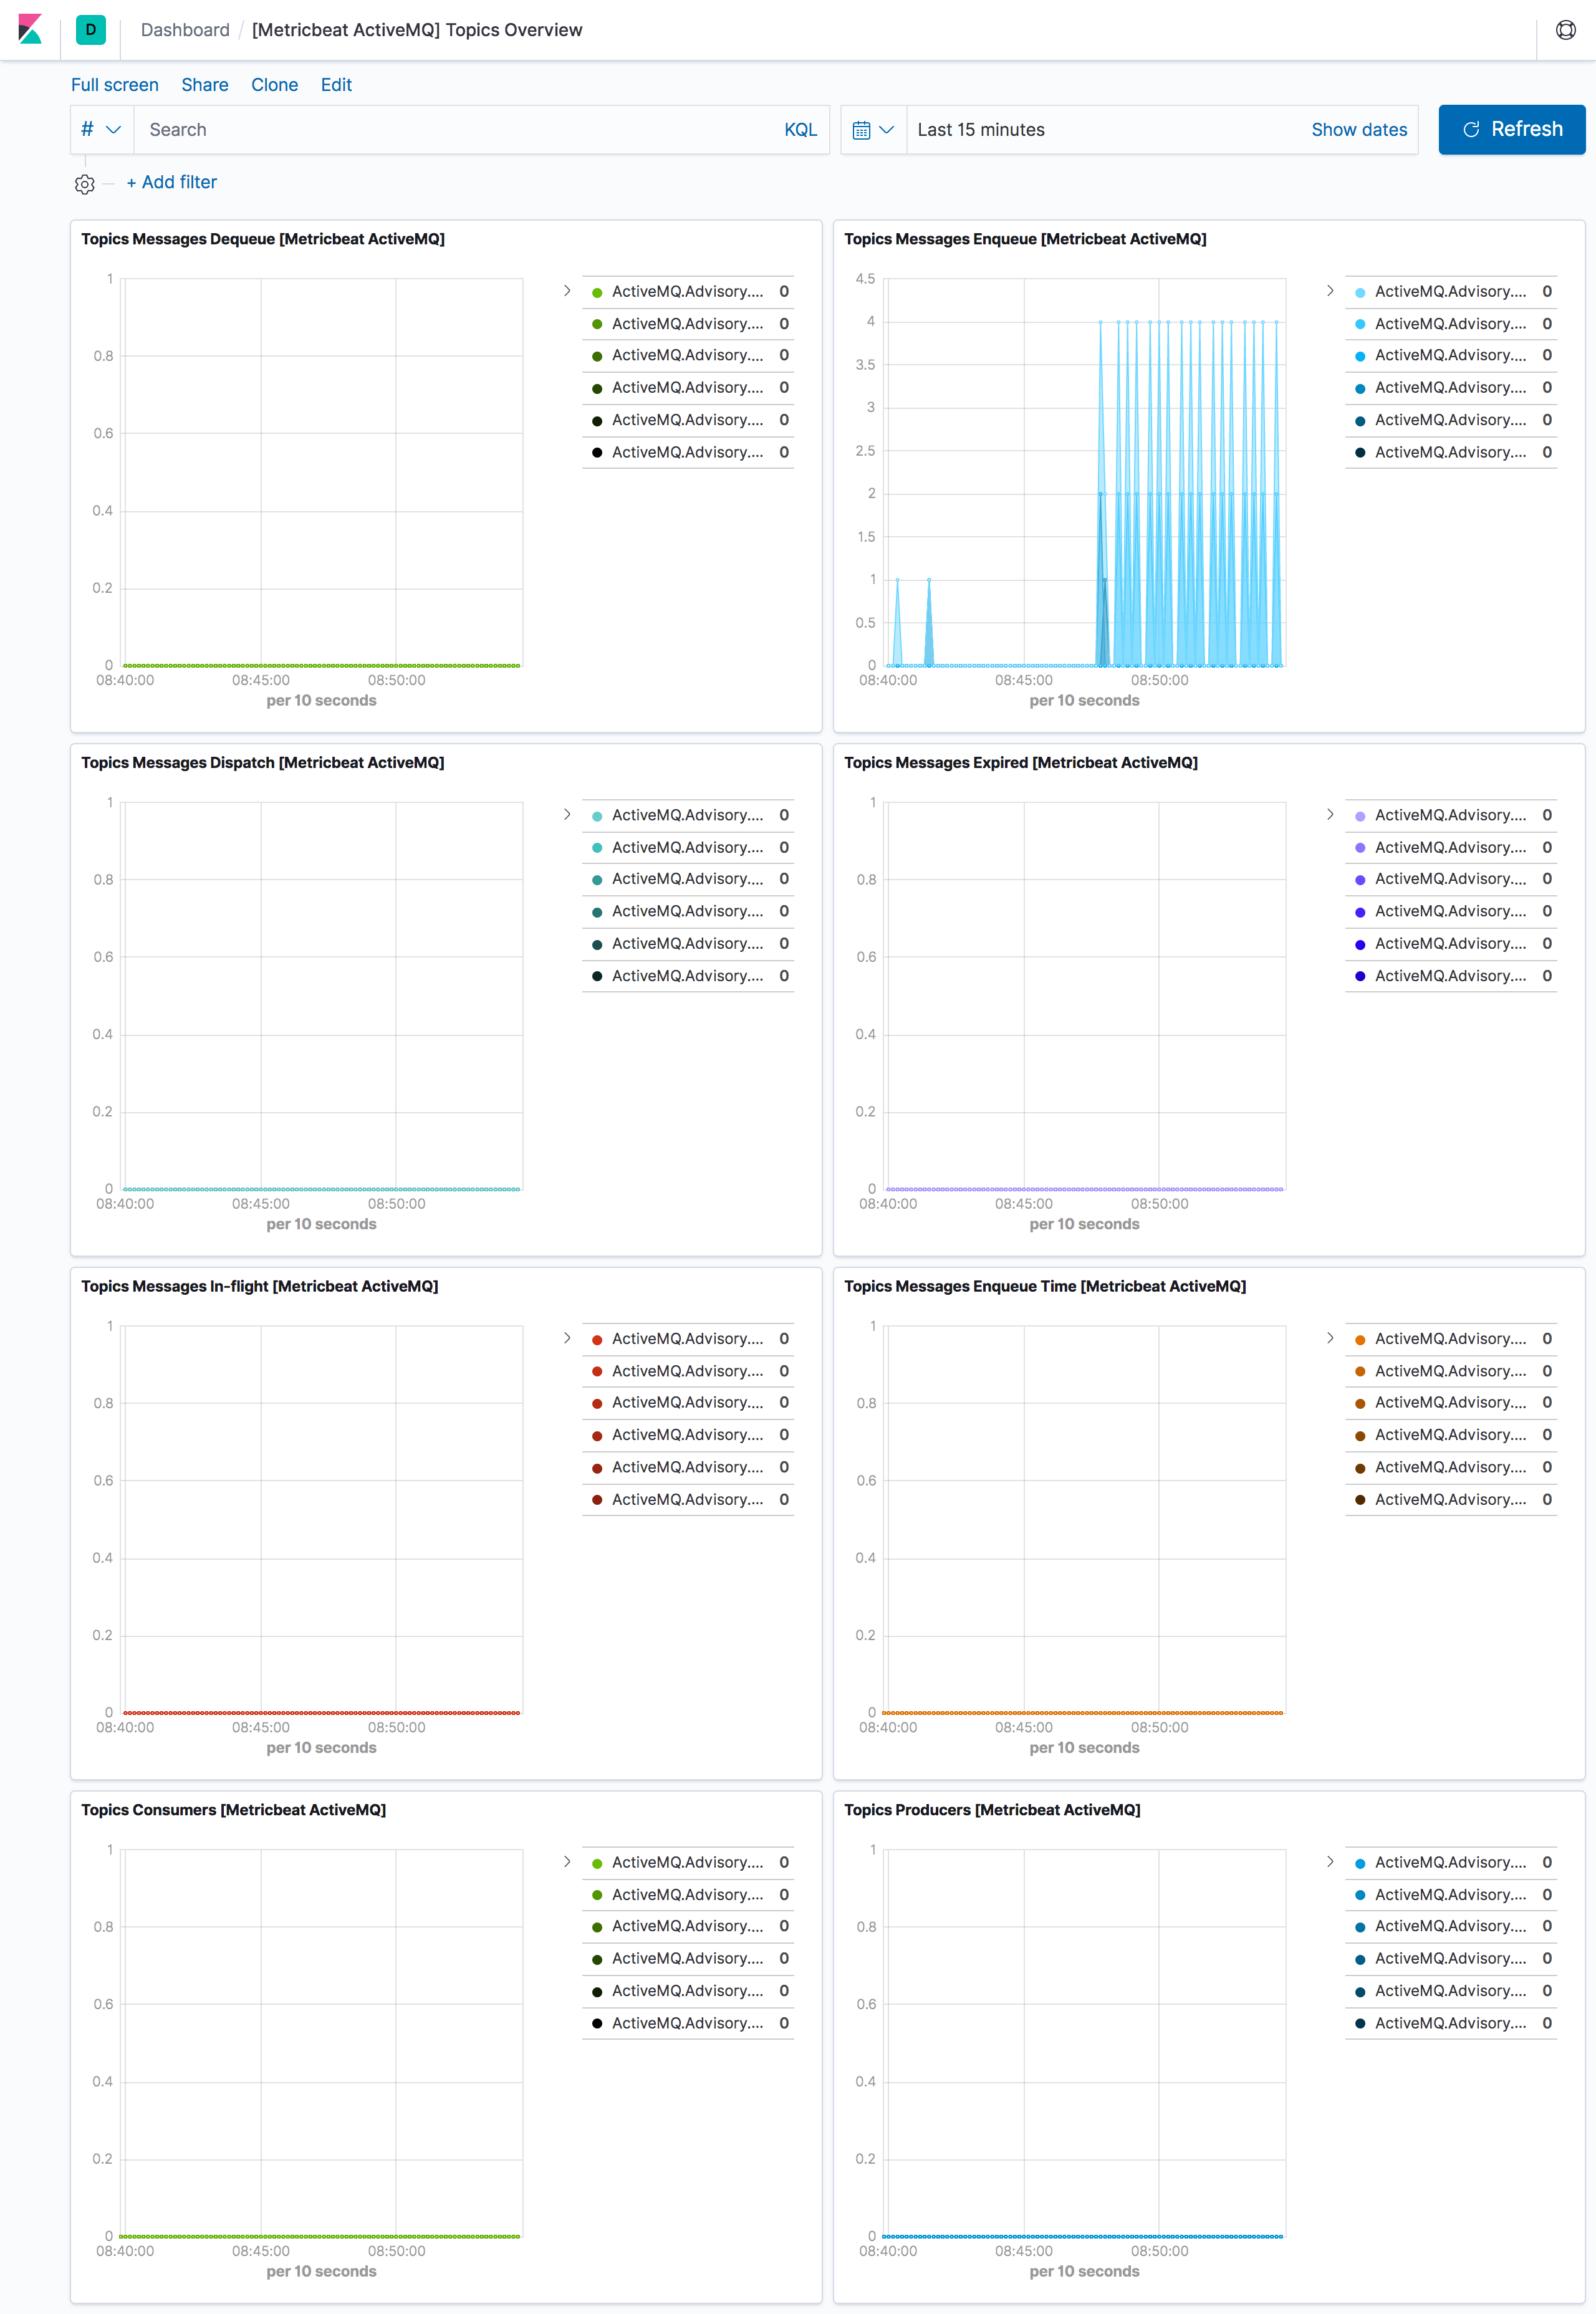 D Dashboard / [Metricbeat ActiveMQ] Topics Overview
Full screen Share Clone Edit
# Search KQL Last 15 minutes Show dates Refresh
+ Add filter
Topics Messages Dequeue [Metricbeat ActiveMQ]
1
0.8
0.6
0.4
0.2
0
08:40:00 08:45:00 08:50:00
per 10 seconds
ActiveMQ.Advisory.... 0
ActiveMQ.Advisory.... 0
ActiveMQ.Advisory.... 0
ActiveMQ.Advisory.... 0
ActiveMQ.Advisory.... 0
ActiveMQ.Advisory.... 0
Topics Messages Enqueue [Metricbeat ActiveMQ]
4.5
4
3.5
3
2.5
2
1.5
1
0.5
0
08:40:00 08:45:00 08:50:00
per 10 seconds
ActiveMQ.Advisory.... 0
ActiveMQ.Advisory.... 0
ActiveMQ.Advisory.... 0
ActiveMQ.Advisory.... 0
ActiveMQ.Advisory.... 0
ActiveMQ.Advisory.... 0
Topics Messages Dispatch [Metricbeat ActiveMQ]
1
0.8
0.6
0.4
0.2
0
08:40:00 08:45:00 08:50:00
per 10 seconds
ActiveMQ.Advisory.... 0
ActiveMQ.Advisory.... 0
ActiveMQ.Advisory.... 0
ActiveMQ.Advisory.... 0
ActiveMQ.Advisory.... 0
ActiveMQ.Advisory.... 0
Topics Messages Expired [Metricbeat ActiveMQ]
1
0.8
0.6
0.4
0.2
0
08:40:00 08:45:00 08:50:00
per 10 seconds
ActiveMQ.Advisory.... 0
ActiveMQ.Advisory.... 0
ActiveMQ.Advisory.... 0
ActiveMQ.Advisory.... 0
ActiveMQ.Advisory.... 0
ActiveMQ.Advisory.... 0
Topics Messages In-flight [Metricbeat ActiveMQ]
1
0.8
0.6
0.4
0.2
0
08:40:00 08:45:00 08:50:00
per 10 seconds
ActiveMQ.Advisory.... 0
ActiveMQ.Advisory.... 0
ActiveMQ.Advisory.... 0
ActiveMQ.Advisory.... 0
ActiveMQ.Advisory.... 0
ActiveMQ.Advisory.... 0
Topics Messages Enqueue Time [Metricbeat ActiveMQ]
1
0.8
0.6
0.4
0.2
0
08:40:00 08:45:00 08:50:00
per 10 seconds
ActiveMQ.Advisory.... 0
ActiveMQ.Advisory.... 0
ActiveMQ.Advisory.... 0
ActiveMQ.Advisory.... 0
ActiveMQ.Advisory.... 0
ActiveMQ.Advisory.... 0
Topics Consumers [Metricbeat ActiveMQ]
1
0.8
0.6
0.4
0.2
0
08:40:00 08:45:00 08:50:00
per 10 seconds
ActiveMQ.Advisory.... 0
ActiveMQ.Advisory.... 0
ActiveMQ.Advisory.... 0
ActiveMQ.Advisory.... 0
ActiveMQ.Advisory.... 0
ActiveMQ.Advisory.... 0
Topics Producers [Metricbeat ActiveMQ]
1
0.8
0.6
0.4
0.2
0
08:40:00 08:45:00 08:50:00
per 10 seconds
ActiveMQ.Advisory.... 0
ActiveMQ.Advisory.... 0
ActiveMQ.Advisory.... 0
ActiveMQ.Advisory.... 0
ActiveMQ.Advisory.... 0
ActiveMQ.Advisory.... 0